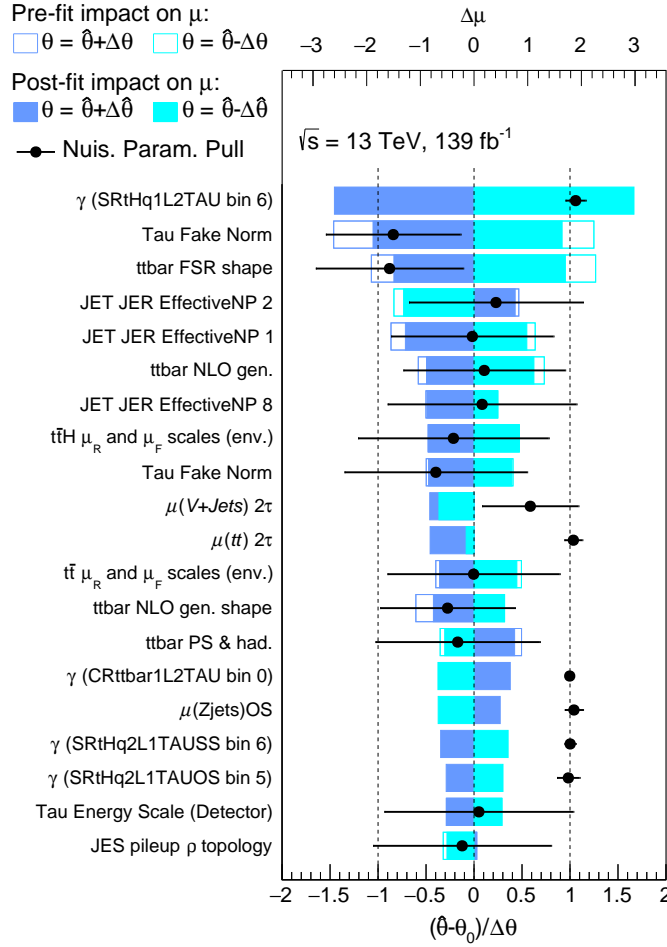 Pre-fit impact on μ:
θ = θ̂+Δθ θ = θ̂-Δθ
Post-fit impact on μ:
θ = θ̂+Δθ̂ θ = θ̂-Δθ̂
Nuis. Param. Pull
Δμ
−3 −2 −1 0 1 2 3
√s = 13 TeV, 139 fb⁻¹
γ (SRtHq1L2TAU bin 6)
Tau Fake Norm
ttbar FSR shape
JET JER EffectiveNP 2
JET JER EffectiveNP 1
ttbar NLO gen.
JET JER EffectiveNP 8
tt̄H μ_R and μ_F scales (env.)
Tau Fake Norm
μ(V+Jets) 2τ
μ(tt) 2τ
tt̄ μ_R and μ_F scales (env.)
ttbar NLO gen. shape
ttbar PS & had.
γ (CRttbar1L2TAU bin 0)
μ(Zjets)OS
γ (SRtHq2L1TAUSS bin 6)
γ (SRtHq2L1TAUOS bin 5)
Tau Energy Scale (Detector)
JES pileup ρ topology
−2 −1.5 −1 −0.5 0 0.5 1 1.5 2
(θ̂-θ₀)/Δθ